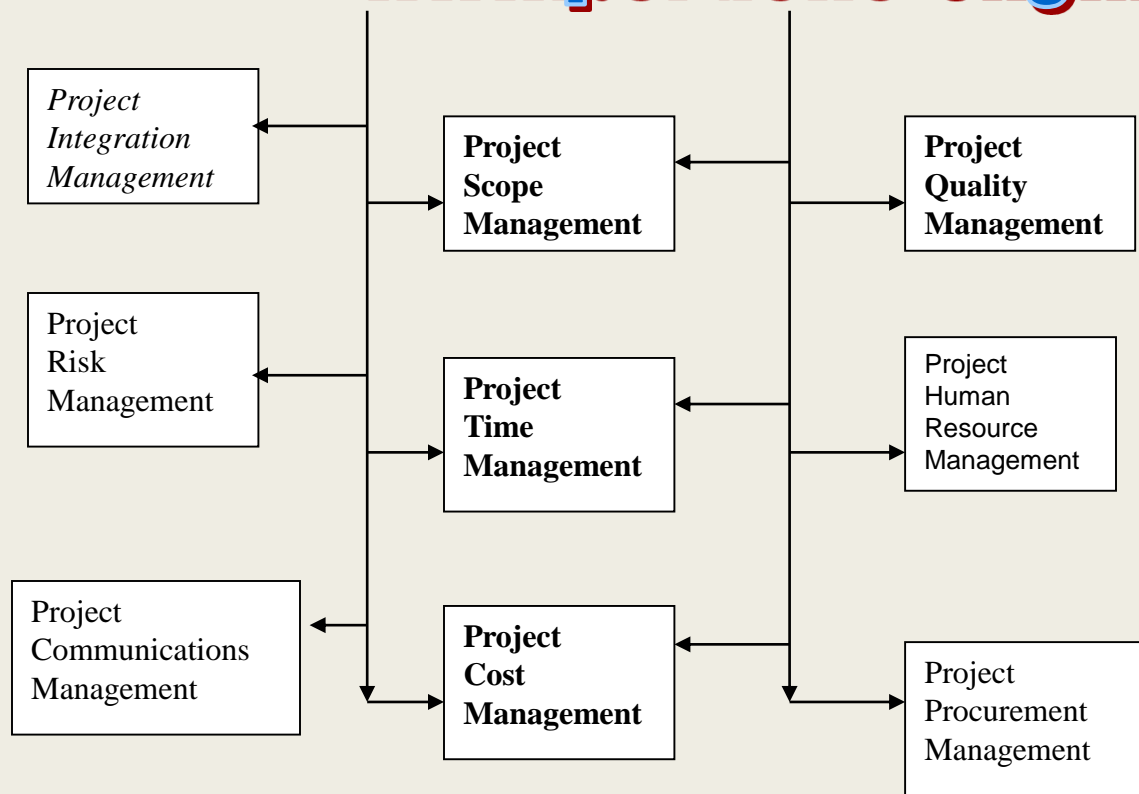 Project
Integration
Management
Project
Scope
Management
Project
Quality
Management
Project
Risk
Management
Project
Time
Management
Project
Human
Resource
Management
Project
Communications
Management
Project
Cost
Management
Project
Procurement
Management